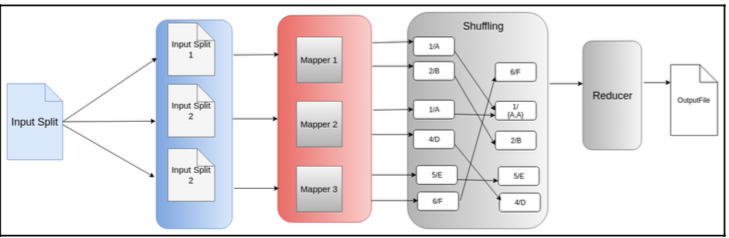 Input Split
Input Split
1
Input Split
2
Input Split
2
Mapper 1
Mapper 2
Mapper 3
Shuffling
1/A
2/B
1/A
4/D
5/E
6/F
6/F
1/
{A,A}
2/B
5/E
4/D
Reducer
OutputFile